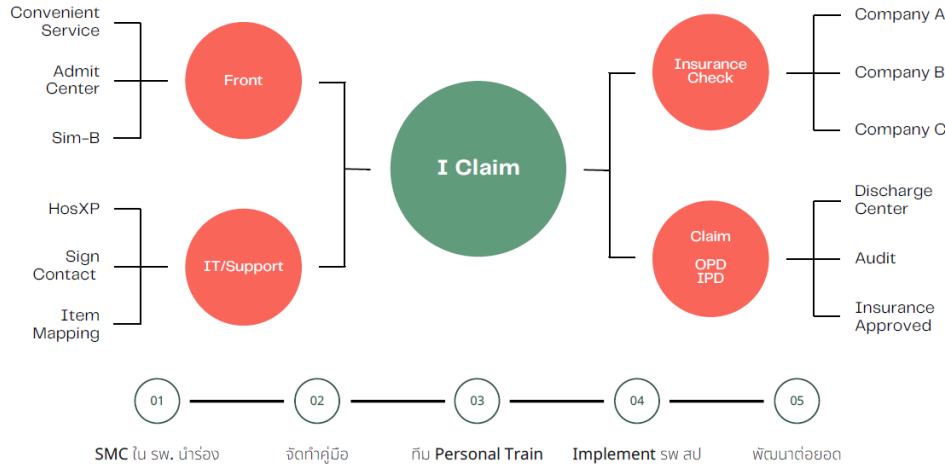 Convenient
Service
Admit
Center
Sim-B
Front
HosXP
Sign
Contact
Item
Mapping
IT/Support
I Claim
Insurance
Check
Company A
Company B
Company C
Claim
OPD
IPD
Discharge
Center
Audit
Insurance
Approved
01
02
03
04
05
SMC ใน รพ. นำร่อง
จัดทำคู่มือ
ทีม Personal Train
Implement รพ สป
พัฒนาต่อยอด